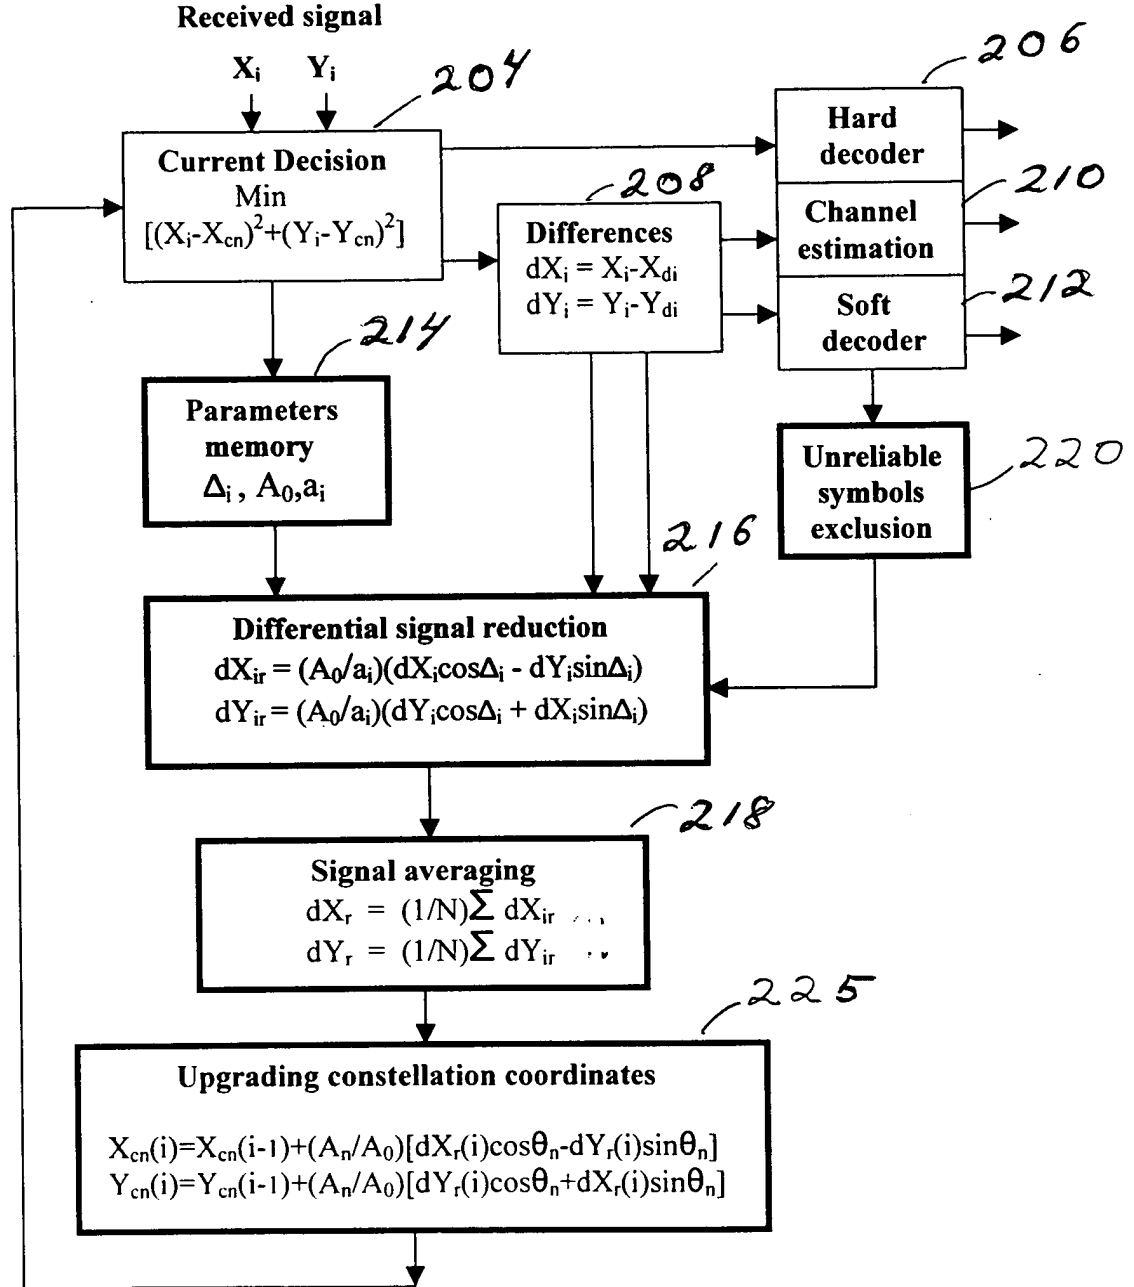 Received signal
Xi Yi
204
206
Current Decision
Min
[(Xi-Xcn)²+(Yi-Ycn)²]
Hard
decoder
208
210
Differences
dXi = Xi-Xdi
dYi = Yi-Ydi
Channel
estimation
212
Soft
decoder
214
Parameters
memory
Δi , A0,ai
Unreliable
symbols
exclusion
220
216
Differential signal reduction
dXir = (A0/ai)(dXicosΔi - dYisinΔi)
dYir = (A0/ai)(dYicosΔi + dXisinΔi)
218
Signal averaging
dXr = (1/N)Σ dXir
dYr = (1/N)Σ dYir
225
Upgrading constellation coordinates
Xcn(i)=Xcn(i-1)+(An/A0)[dXr(i)cosθn-dYr(i)sinθn]
Ycn(i)=Ycn(i-1)+(An/A0)[dYr(i)cosθn+dXr(i)sinθn]